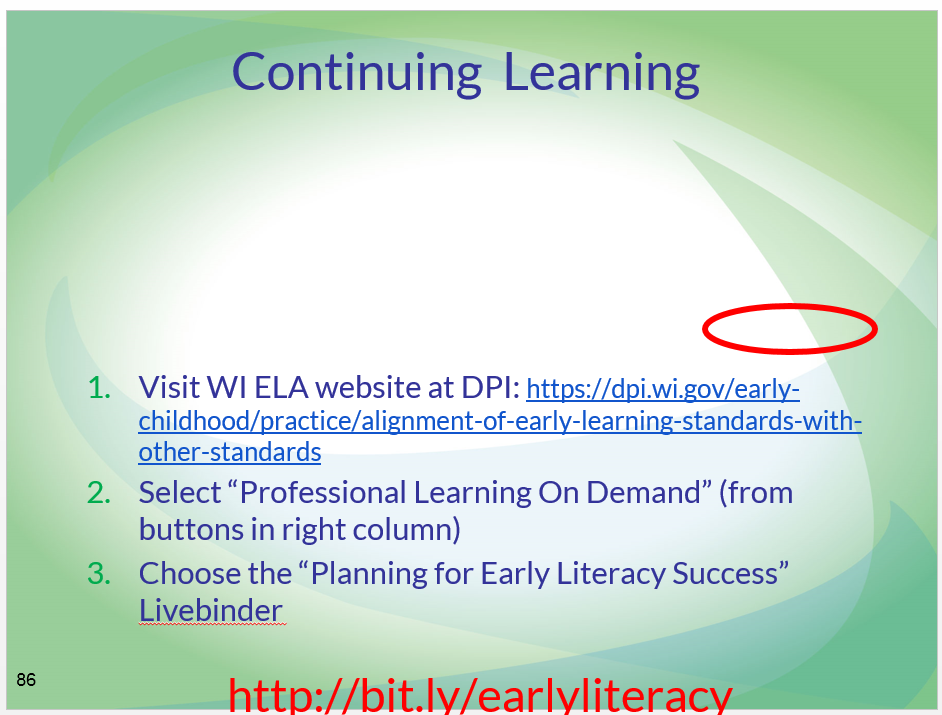 Continuing Learning
1. Visit WI ELA website at DPI: https://dpi.wi.gov/early-
childhood/practice/alignment-of-early-learning-standards-with-
other-standards
2. Select “Professional Learning On Demand” (from
buttons in right column)
3. Choose the “Planning for Early Literacy Success”
Livebinder
86
http://bit.ly/earlyliteracy